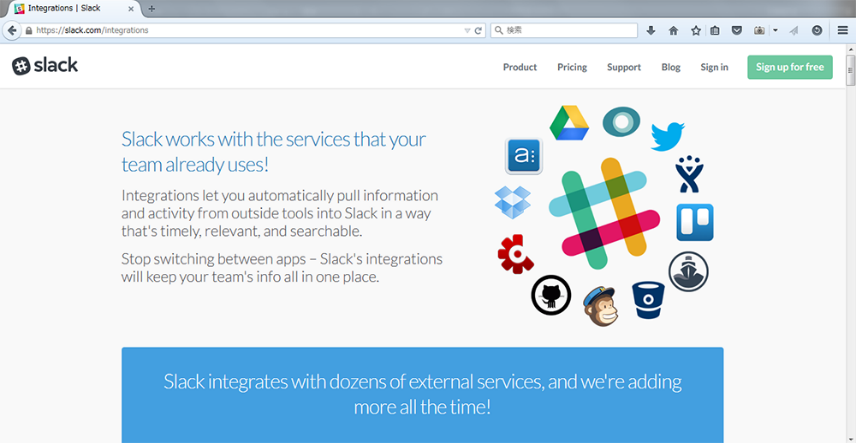 Integrations | Slack
https://slack.com/integrations
検索
slack
Product Pricing Support Blog Sign in Sign up for free
Slack works with the services that your
team already uses!
Integrations let you automatically pull information
and activity from outside tools into Slack in a way
that's timely, relevant, and searchable.
Stop switching between apps – Slack's integrations
will keep your team's info all in one place.
a:
Slack integrates with dozens of external services, and we're adding
more all the time!